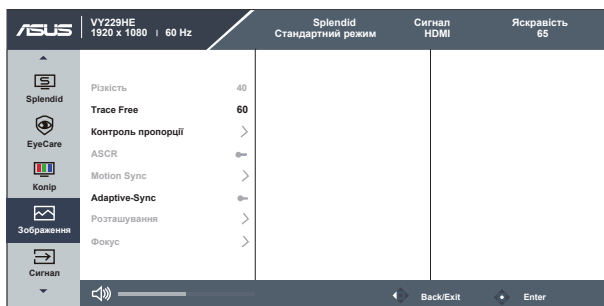 ASUS
VY229HE
1920 x 1080 | 60 Hz
Splendid
Стандартний режим
Сигнал
HDMI
Яскравість
65
Splendid
EyeCare
Колір
Зображення
Сигнал
Різкість 40
Trace Free 60
Контроль пропорції
ASCR
Motion Sync
Adaptive-Sync
Розташування
Фокус
Back/Exit
Enter